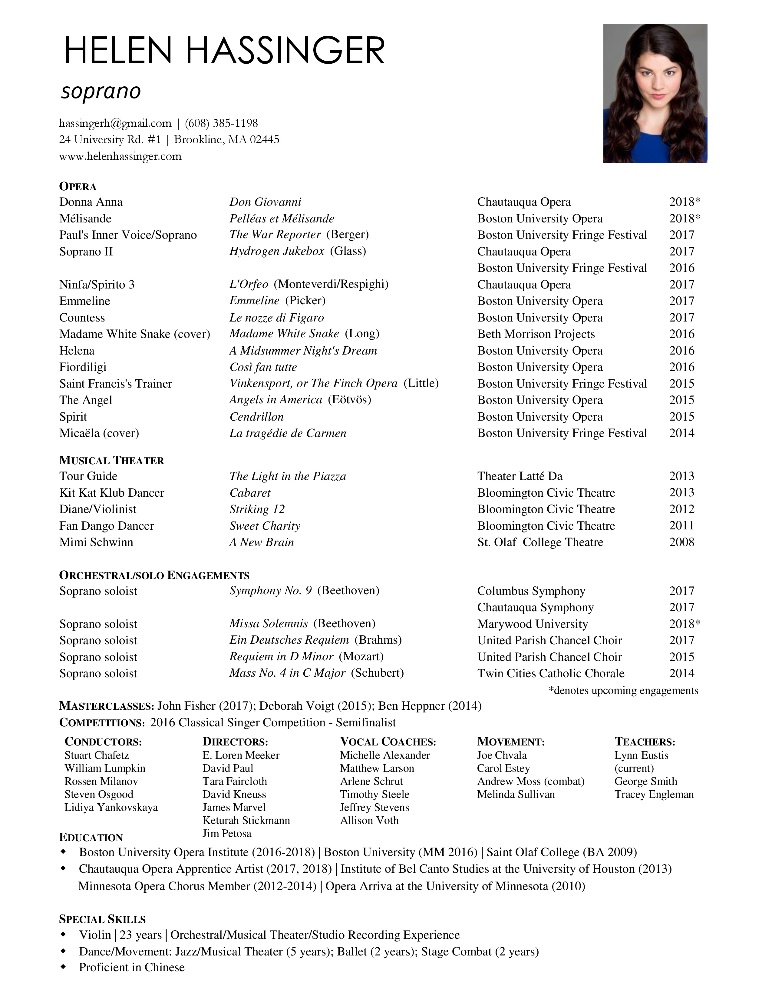 HELEN HASSINGER
soprano
hassingerh@gmail.com | (608) 385-1198
24 University Rd. #1 | Brookline, MA 02445
www.helenhassinger.com
OPERA
Donna Anna Don Giovanni Chautauqua Opera 2018*
Mélisande Pelléas et Mélisande Boston University Opera 2018*
Paul's Inner Voice/Soprano The War Reporter (Berger) Boston University Fringe Festival 2017
Soprano II Hydrogen Jukebox (Glass) Chautauqua Opera 2017
Boston University Fringe Festival 2016
Ninfa/Spirito 3 L'Orfeo (Monteverdi/Respighi) Chautauqua Opera 2017
Emmeline Emmeline (Picker) Boston University Opera 2017
Countess Le nozze di Figaro Boston University Opera 2017
Madame White Snake (cover) Madame White Snake (Long) Beth Morrison Projects 2016
Helena A Midsummer Night's Dream Boston University Opera 2016
Fiordiligi Così fan tutte Boston University Opera 2016
Saint Francis's Trainer Vinkensport, or The Finch Opera (Little) Boston University Fringe Festival 2015
The Angel Angels in America (Eötvös) Boston University Opera 2015
Spirit Cendrillon Boston University Opera 2015
Micaëla (cover) La tragédie de Carmen Boston University Fringe Festival 2014
MUSICAL THEATER
Tour Guide The Light in the Piazza Theater Latté Da 2013
Kit Kat Klub Dancer Cabaret Bloomington Civic Theatre 2013
Diane/Violinist Striking 12 Bloomington Civic Theatre 2012
Fan Dango Dancer Sweet Charity Bloomington Civic Theatre 2011
Mimi Schwinn A New Brain St. Olaf College Theatre 2008
ORCHESTRAL/SOLO ENGAGEMENTS
Soprano soloist Symphony No. 9 (Beethoven) Columbus Symphony 2017
Chautauqua Symphony 2017
Soprano soloist Missa Solemnis (Beethoven) Marywood University 2018*
Soprano soloist Ein Deutsches Requiem (Brahms) United Parish Chancel Choir 2017
Soprano soloist Requiem in D Minor (Mozart) United Parish Chancel Choir 2015
Soprano soloist Mass No. 4 in C Major (Schubert) Twin Cities Catholic Chorale 2014
*denotes upcoming engagements
MASTERCLASSES: John Fisher (2017); Deborah Voigt (2015); Ben Heppner (2014)
COMPETITIONS: 2016 Classical Singer Competition - Semifinalist
CONDUCTORS: DIRECTORS: VOCAL COACHES: MOVEMENT: TEACHERS:
Stuart Chafetz E. Loren Meeker Michelle Alexander Joe Chvala Lynn Eustis
William Lumpkin David Paul Matthew Larson Carol Estey (current)
Rossen Milanov Tara Faircloth Arlene Schrut Andrew Moss (combat) George Smith
Steven Osgood David Kneuss Timothy Steele Melinda Sullivan Tracey Engleman
Lidiya Yankovskaya James Marvel Jeffrey Stevens
Keturah Stickmann Allison Voth
Jim Petosa
EDUCATION
• Boston University Opera Institute (2016-2018) | Boston University (MM 2016) | Saint Olaf College (BA 2009)
• Chautauqua Opera Apprentice Artist (2017, 2018) | Institute of Bel Canto Studies at the University of Houston (2013)
Minnesota Opera Chorus Member (2012-2014) | Opera Arriva at the University of Minnesota (2010)
SPECIAL SKILLS
• Violin | 23 years | Orchestral/Musical Theater/Studio Recording Experience
• Dance/Movement: Jazz/Musical Theater (5 years); Ballet (2 years); Stage Combat (2 years)
• Proficient in Chinese